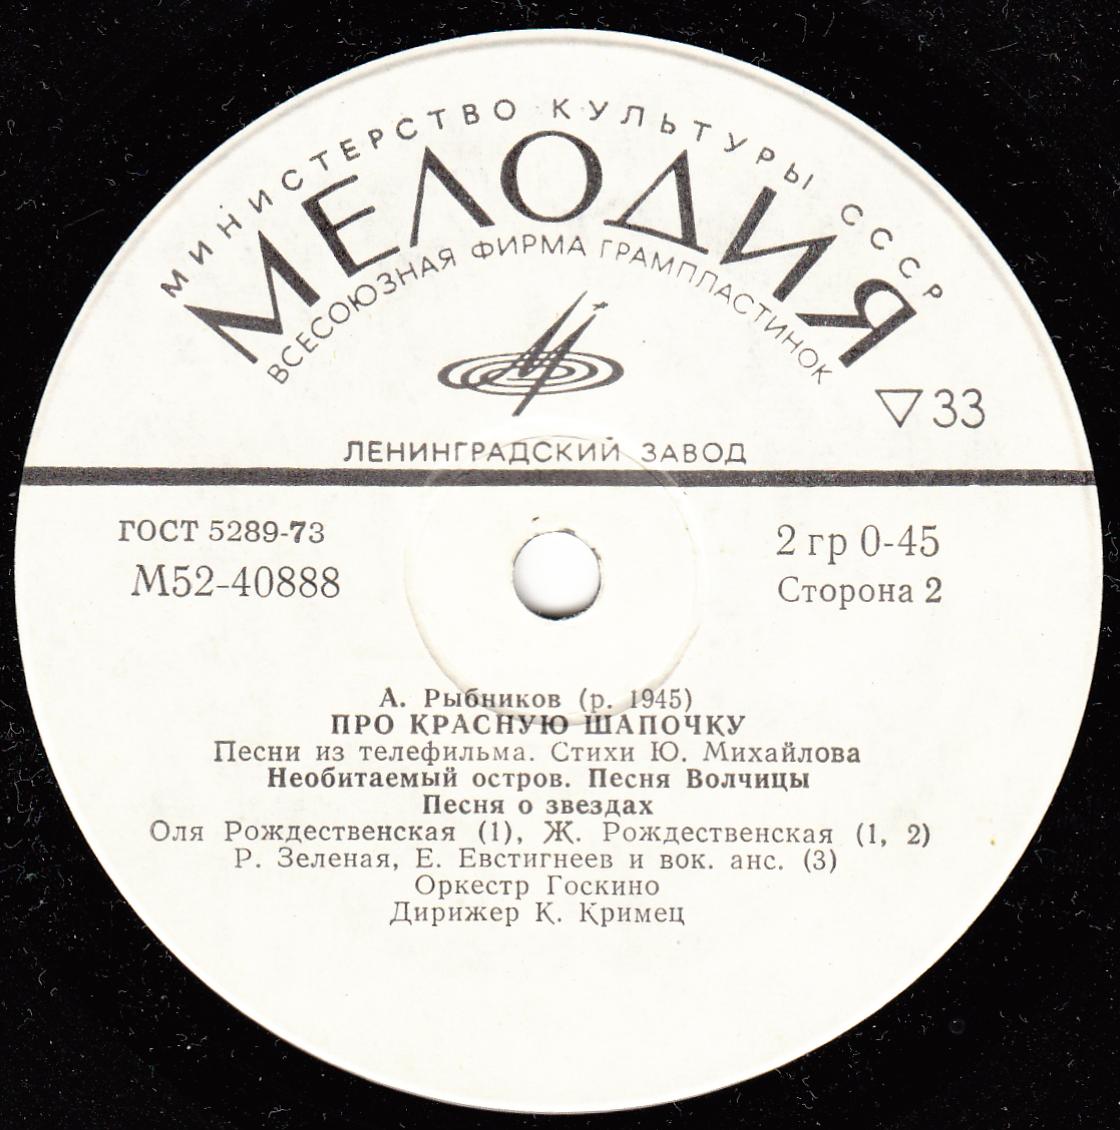 МИНИСТЕРСТВО КУЛЬТУРЫ СССР
МЕЛОДИЯ
ВСЕСОЮЗНАЯ ФИРМА ГРАМПЛАСТИНОК
▽33
ЛЕНИНГРАДСКИЙ ЗАВОД
ГОСТ 5289-73
М52-40888
2 гр 0-45
Сторона 2
А. Рыбников (р. 1945)
ПРО КРАСНУЮ ШАПОЧКУ
Песни из телефильма. Стихи Ю. Михайлова
Необитаемый остров. Песня Волчицы
Песня о звездах
Оля Рождественская (1), Ж. Рождественская (1, 2)
Р. Зеленая, Е. Евстигнеев и вок. анс. (3)
Оркестр Госкино
Дирижер К. Кримец